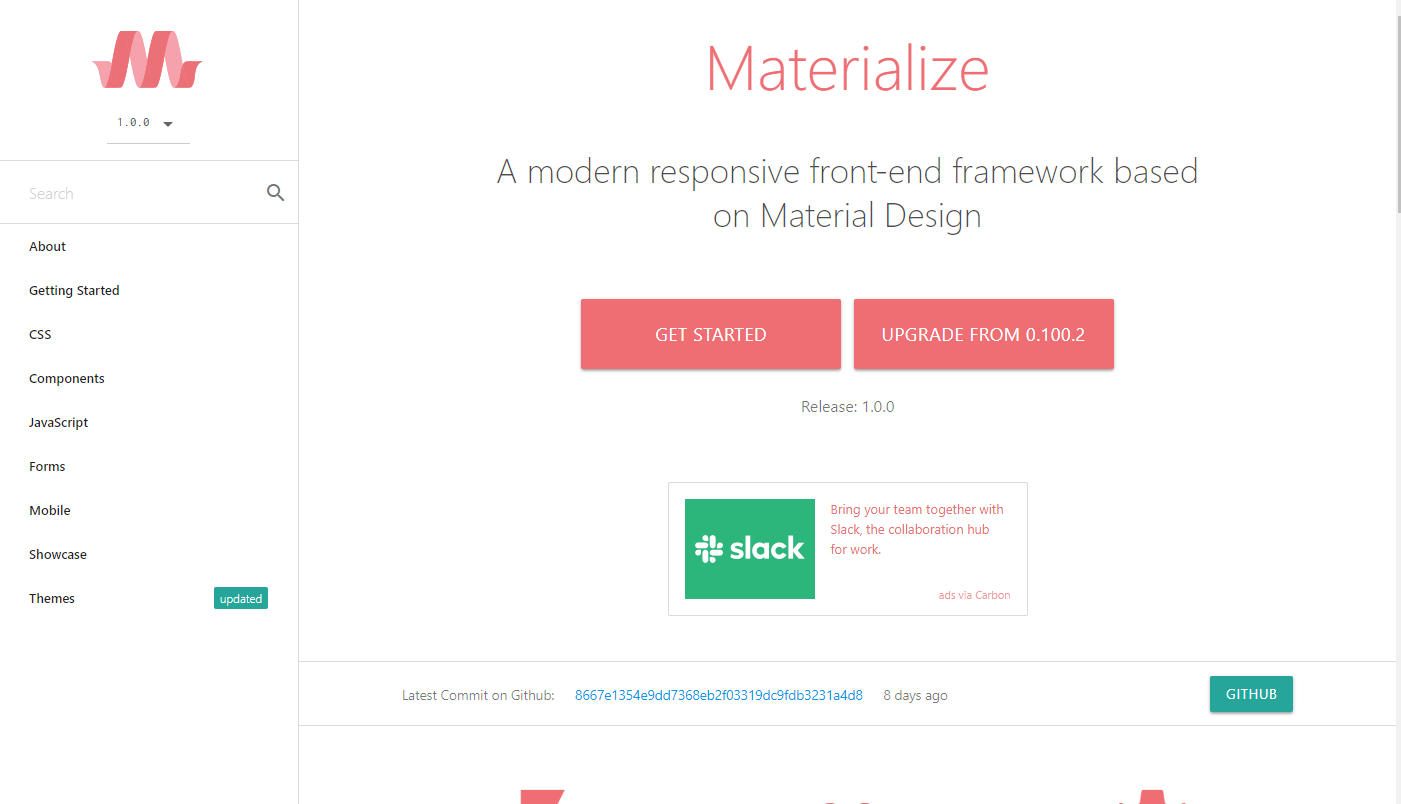 1.0.0
Search
About
Getting Started
CSS
Components
JavaScript
Forms
Mobile
Showcase
Themes
updated
Materialize
A modern responsive front-end framework based
on Material Design
GET STARTED
UPGRADE FROM 0.100.2
Release: 1.0.0
slack
Bring your team together with
Slack, the collaboration hub
for work.
ads via Carbon
Latest Commit on Github: 8667e1354e9dd7368eb2f03319dc9fdb3231a4d8 8 days ago
GITHUB